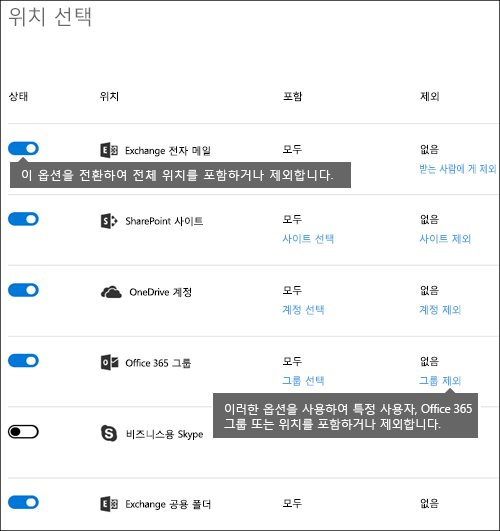 위치 선택
상태 위치 포함 제외
Exchange 전자 메일 모두 없음
받는 사람에 게 제외
이 옵션을 전환하여 전체 위치를 포함하거나 제외합니다.
SharePoint 사이트 모두 없음
사이트 선택 사이트 제외
OneDrive 계정 모두 없음
계정 선택 계정 제외
Office 365 그룹 모두 없음
그룹 선택 그룹 제외
이러한 옵션을 사용하여 특정 사용자, Office 365
그룹 또는 위치를 포함하거나 제외합니다.
비즈니스용 Skype
Exchange 공용 폴더 모두 없음